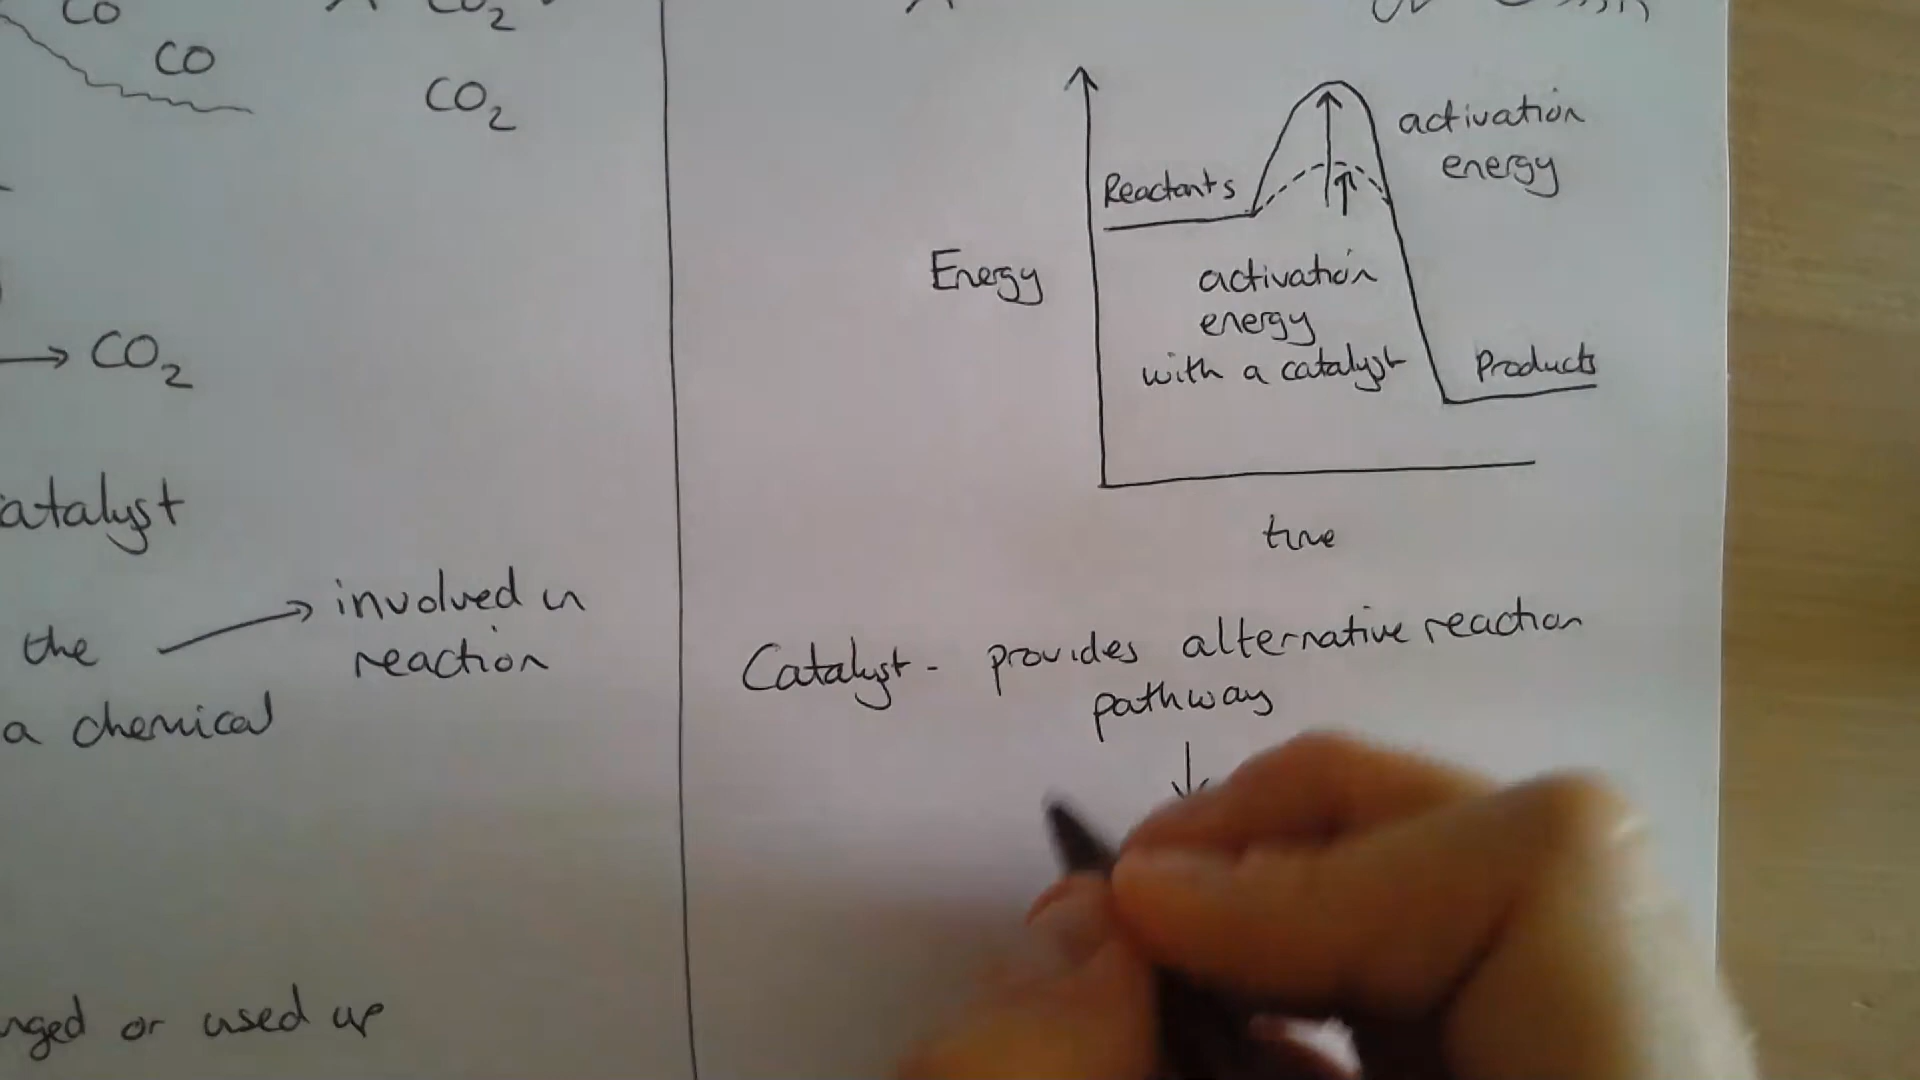 CO
CO
CO2
CO2
→ CO2
atalyst
the → involved in
reaction
a chemical
nged or used up
activation
energy
Reactants
Energy
activation
energy
with a catalyst
Products
time
Catalyst - provides alternative reaction
pathway
↓